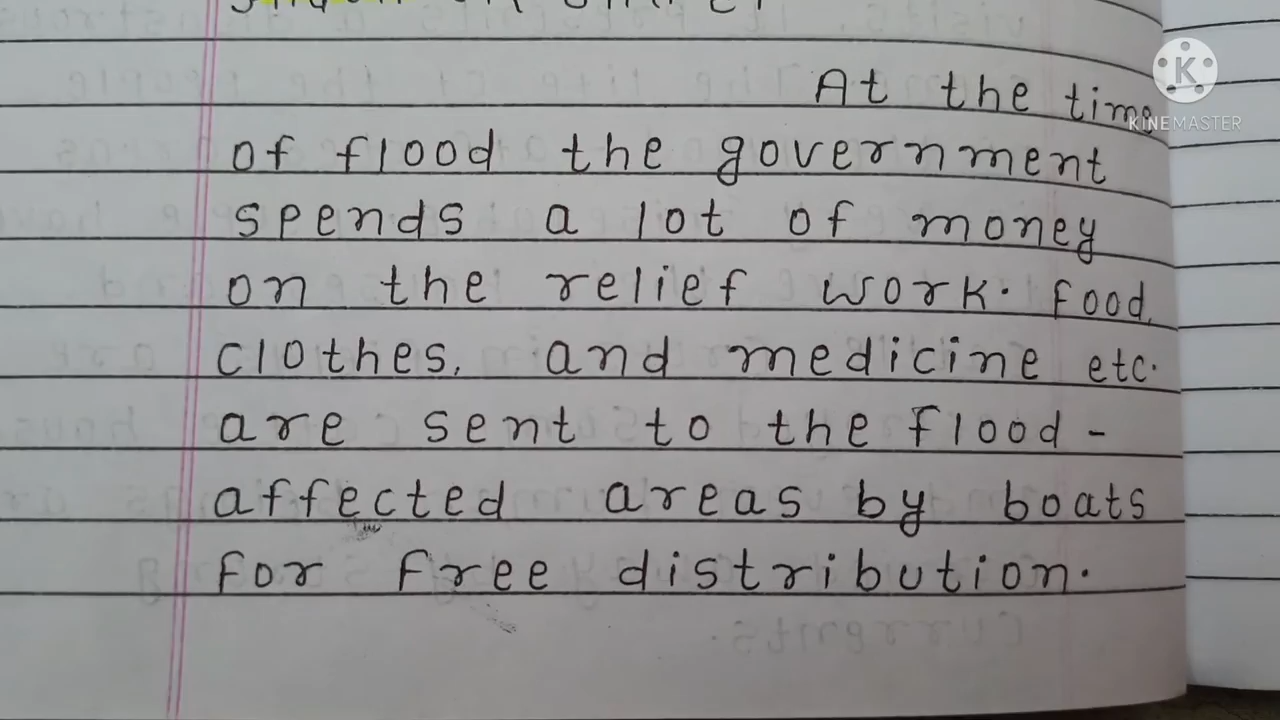 At the time
of flood the government
spends a lot of money
on the relief work. Food,
clothes, and medicine etc.
are sent to the flood -
affected areas by boats
for free distribution.
K
KINEMASTER